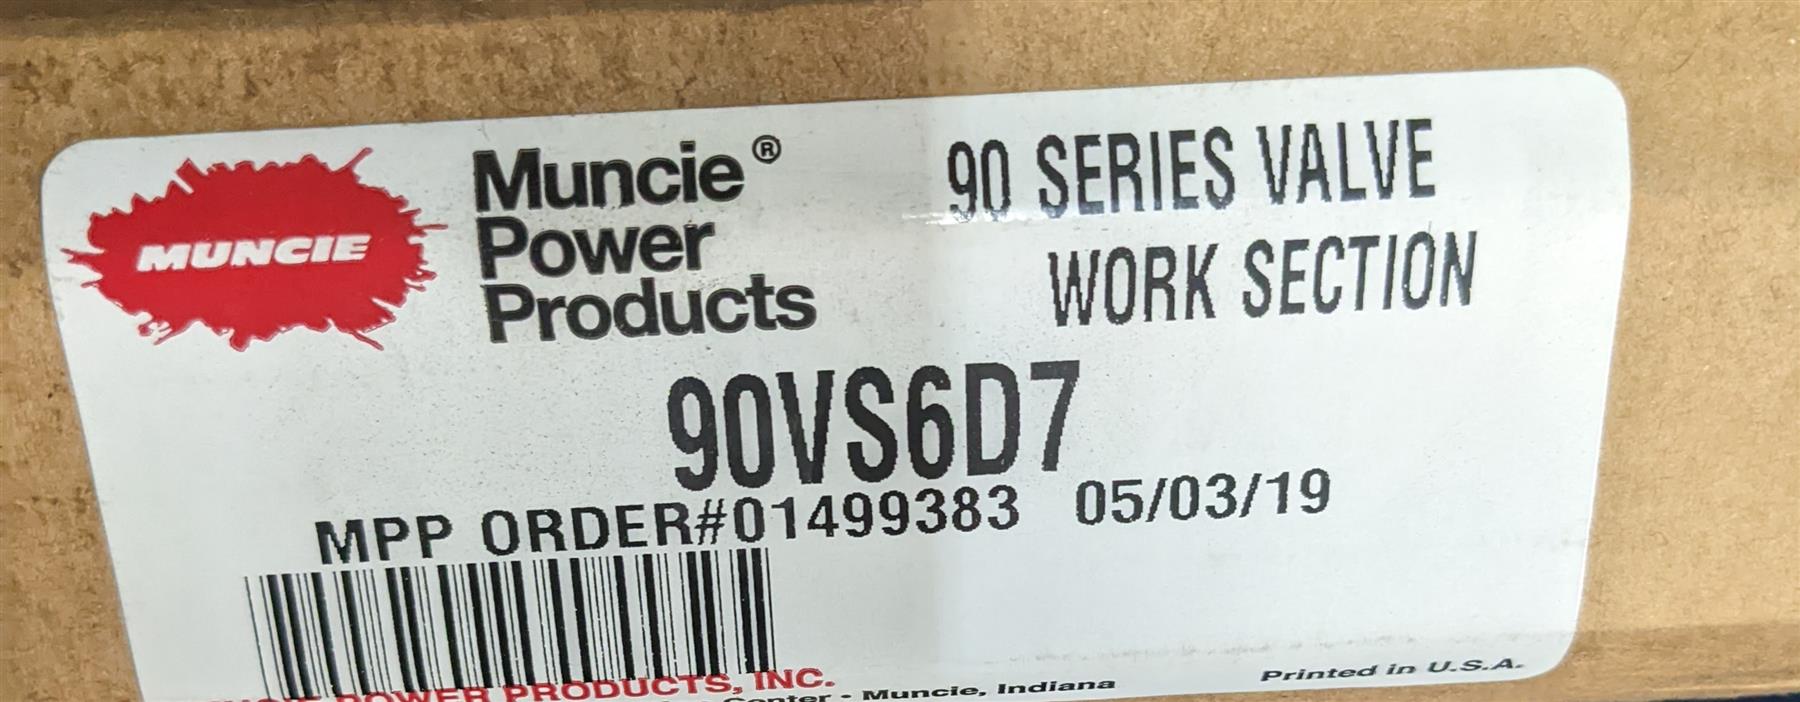 MUNCIE
Muncie®
Power
Products
90 SERIES VALVE
WORK SECTION
90VS6D7
MPP ORDER#01499383 05/03/19
POWER PRODUCTS, INC.
Center - Muncie, Indiana
Printed in U.S.A.